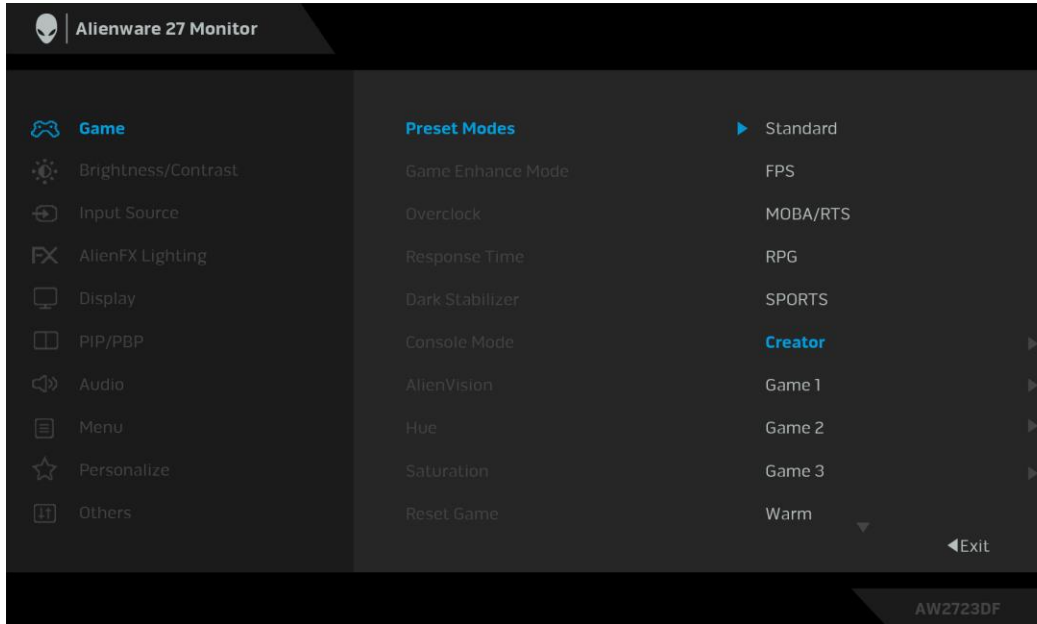 Alienware 27 Monitor
Game
Brightness/Contrast
Input Source
AlienFX Lighting
Display
PIP/PBP
Audio
Menu
Personalize
Others
Preset Modes
Game Enhance Mode
Overclock
Response Time
Dark Stabilizer
Console Mode
AlienVision
Hue
Saturation
Reset Game
Standard
FPS
MOBA/RTS
RPG
SPORTS
Creator
Game 1
Game 2
Game 3
Warm
Exit
AW2723DF